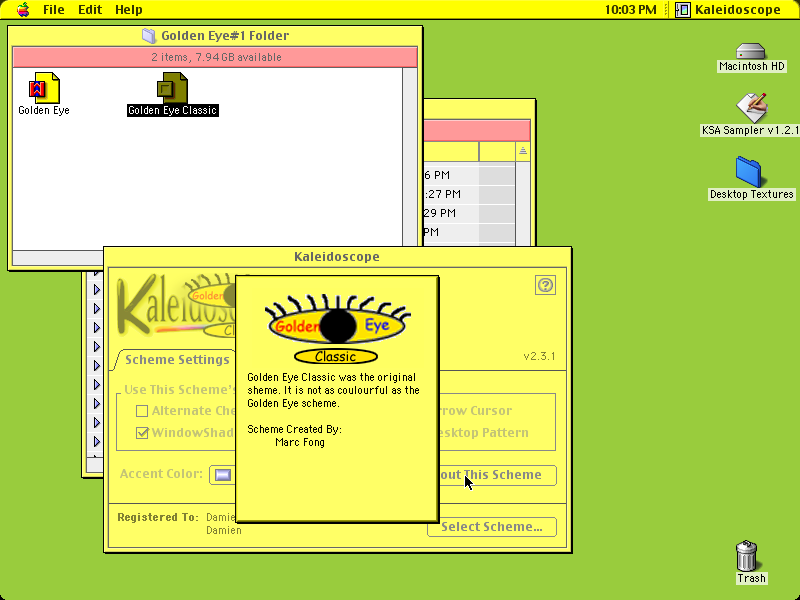 File Edit Help
10:03 PM
Kaleidoscope
Golden Eye#1 Folder
2 items, 7.94GB available
Golden Eye
Golden Eye Classic
Macintosh HD
KSA Sampler v1.2.1
Desktop Textures
6 PM
:27 PM
29 PM
PM
Kaleidoscope
Kaleidos
Golden
Golden Eye
Classic
v2.3.1
Scheme Settings
Golden Eye Classic was the original
sheme. It is not as coulourful as the
Golden Eye scheme.
Scheme Created By:
Marc Fong
Use This Scheme's
Alternate Che
rrow Cursor
WindowShad
esktop Pattern
Accent Color:
out This Scheme
Registered To: Damie
Damien
Select Scheme...
Trash